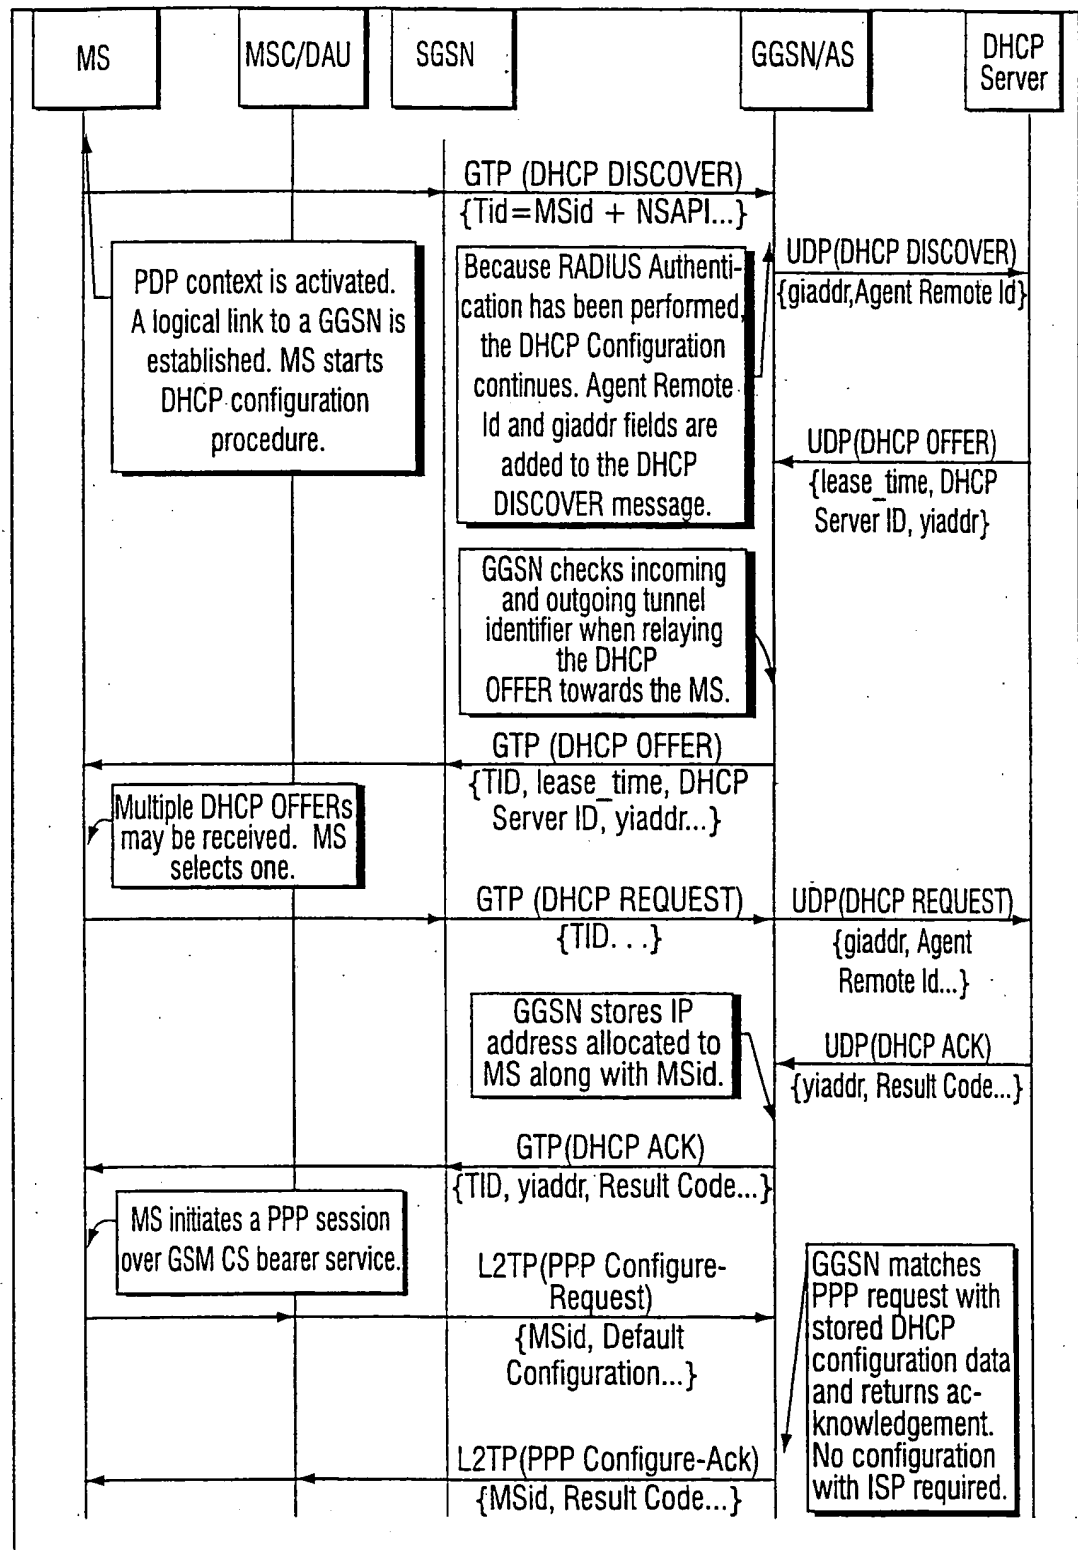 MS
MSC/DAU
SGSN
GGSN/AS
DHCP
Server
GTP (DHCP DISCOVER)
{Tid=MSid + NSAPI...}
PDP context is activated.
A logical link to a GGSN is
established. MS starts
DHCP configuration
procedure.
Because RADIUS Authenti-
cation has been performed,
the DHCP Configuration
continues. Agent Remote
Id and giaddr fields are
added to the DHCP
DISCOVER message.
UDP(DHCP DISCOVER)
{giaddr,Agent Remote Id}
UDP(DHCP OFFER)
{lease_time, DHCP
Server ID, yiaddr}
GGSN checks incoming
and outgoing tunnel
identifier when relaying
the DHCP
OFFER towards the MS.
GTP (DHCP OFFER)
{TID, lease_time, DHCP
Server ID, yiaddr...}
Multiple DHCP OFFERs
may be received. MS
selects one.
GTP (DHCP REQUEST)
{TID. . .}
UDP(DHCP REQUEST)
{giaddr, Agent
Remote Id...}
GGSN stores IP
address allocated to
MS along with MSid.
UDP(DHCP ACK)
{yiaddr, Result Code...}
GTP(DHCP ACK)
{TID, yiaddr, Result Code...}
MS initiates a PPP session
over GSM CS bearer service.
L2TP(PPP Configure-
Request)
{MSid, Default
Configuration...}
GGSN matches
PPP request with
stored DHCP
configuration data
and returns ac-
knowledgement.
No configuration
with ISP required.
L2TP(PPP Configure-Ack)
{MSid, Result Code...}